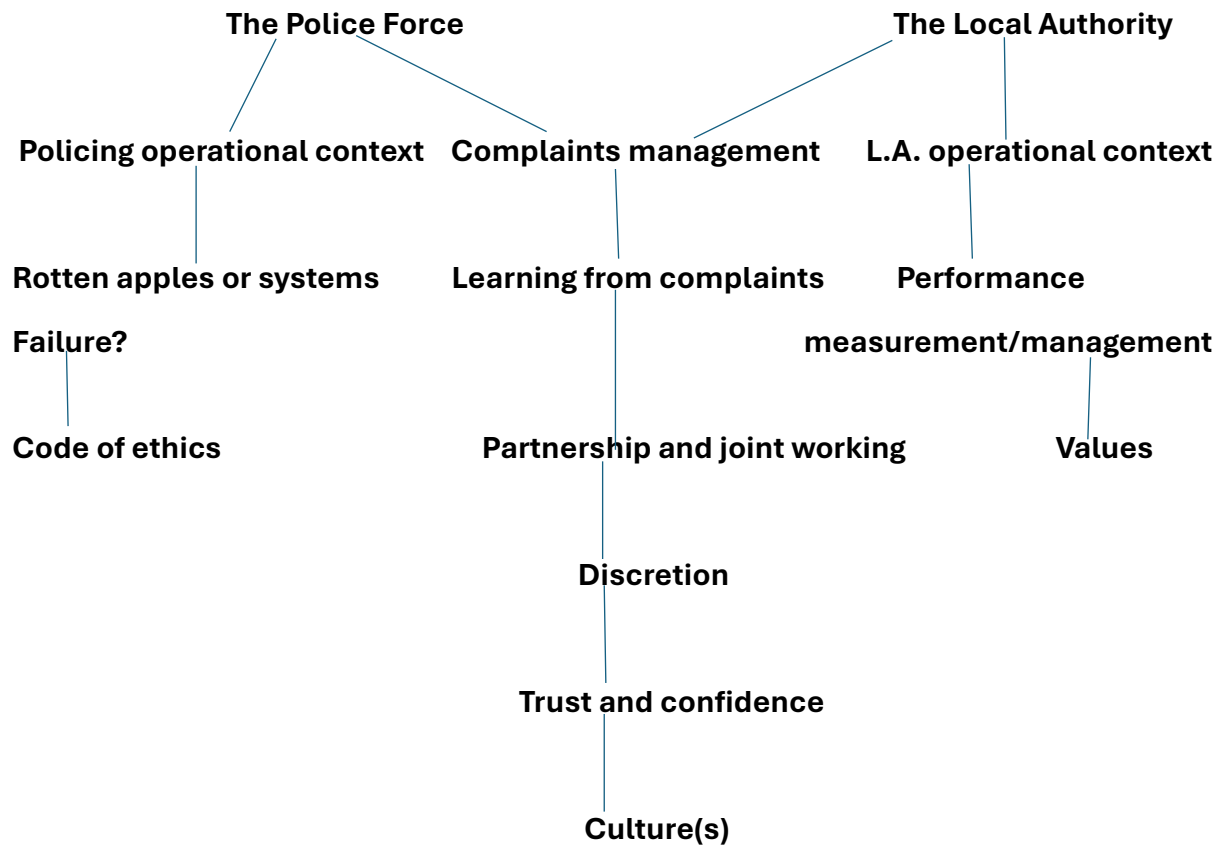 The Police Force
The Local Authority
Policing operational context
Complaints management
L.A. operational context
Rotten apples or systems
Learning from complaints
Performance
Failure?
measurement/management
Code of ethics
Partnership and joint working
Values
Discretion
Trust and confidence
Culture(s)